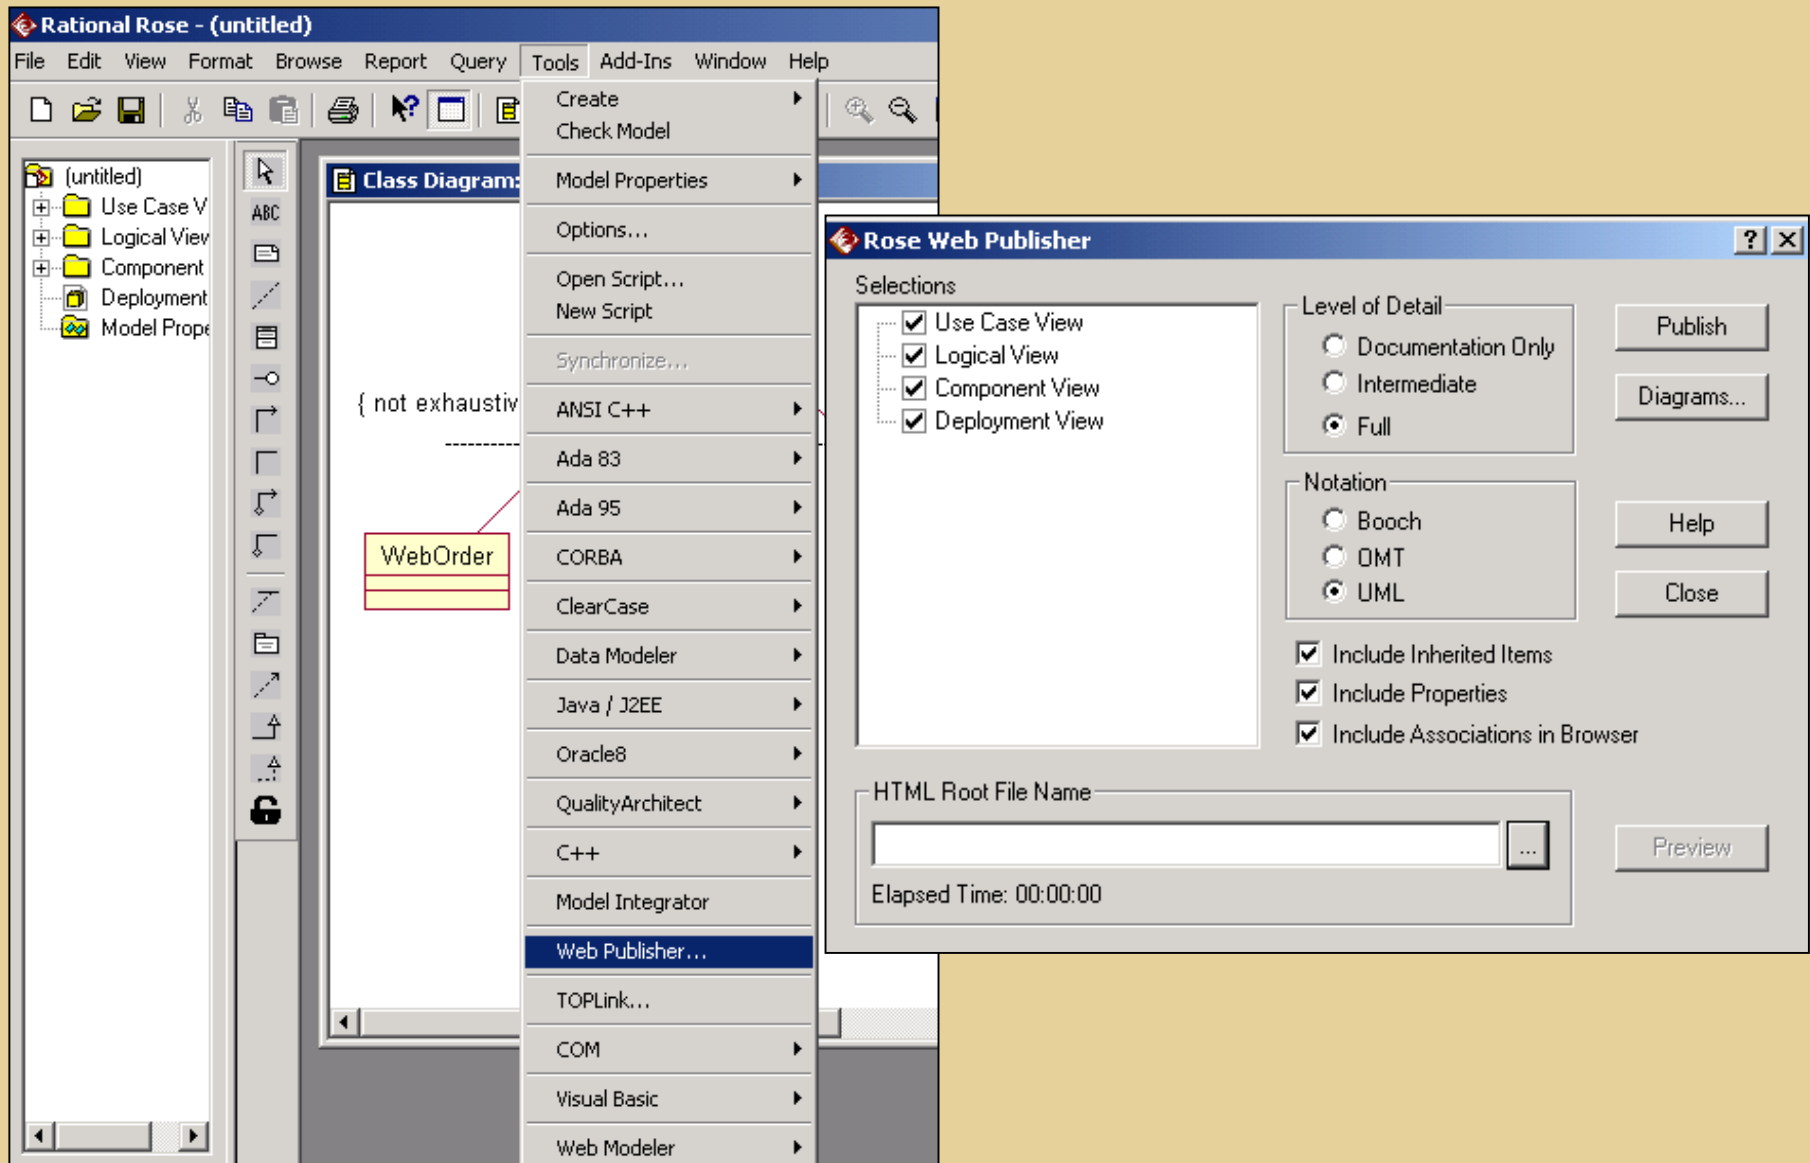 Rational Rose - (untitled)
File Edit View Format Browse Report Query Tools Add-Ins Window Help
(untitled)
Use Case V
Logical View
Component
Deployment
Model Prope
ABC
Class Diagram:
{ not exhaustiv
WebOrder
Create
Check Model
Model Properties
Options...
Open Script...
New Script
Synchronize...
ANSI C++
Ada 83
Ada 95
CORBA
ClearCase
Data Modeler
Java / J2EE
Oracle8
QualityArchitect
C++
Model Integrator
Web Publisher...
TOPLink...
COM
Visual Basic
Web Modeler
Rose Web Publisher
Selections
Use Case View
Logical View
Component View
Deployment View
Level of Detail
Documentation Only
Intermediate
Full
Notation
Booch
OMT
UML
Include Inherited Items
Include Properties
Include Associations in Browser
Publish
Diagrams...
Help
Close
HTML Root File Name
...
Elapsed Time: 00:00:00
Preview